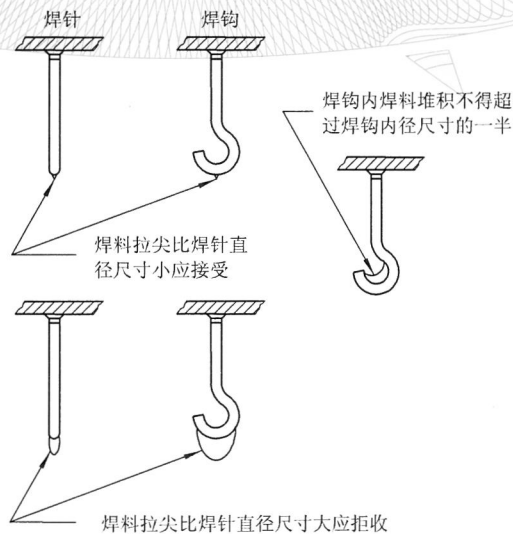 焊针
焊钩
焊钩内焊料堆积不得超
过焊钩内径尺寸的一半
焊料拉尖比焊针直
径尺寸小应接受
焊料拉尖比焊针直径尺寸大应拒收